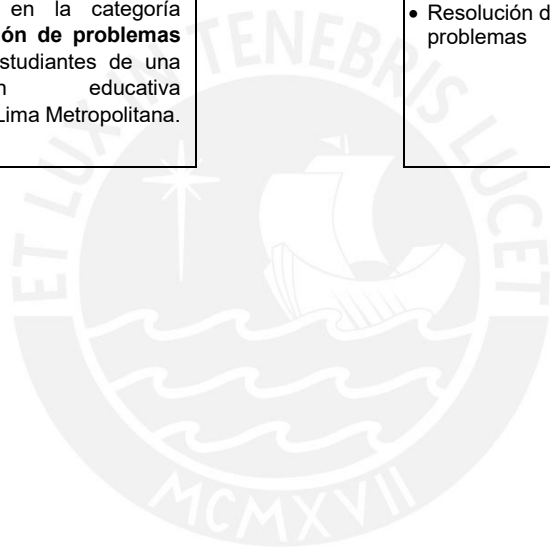 en la categoría
ón de problemas
studiantes de una
n educativa
Lima Metropolitana.
• Resolución d
problemas
ET LUX IN TENEBRIS LUCET
MCMXVII